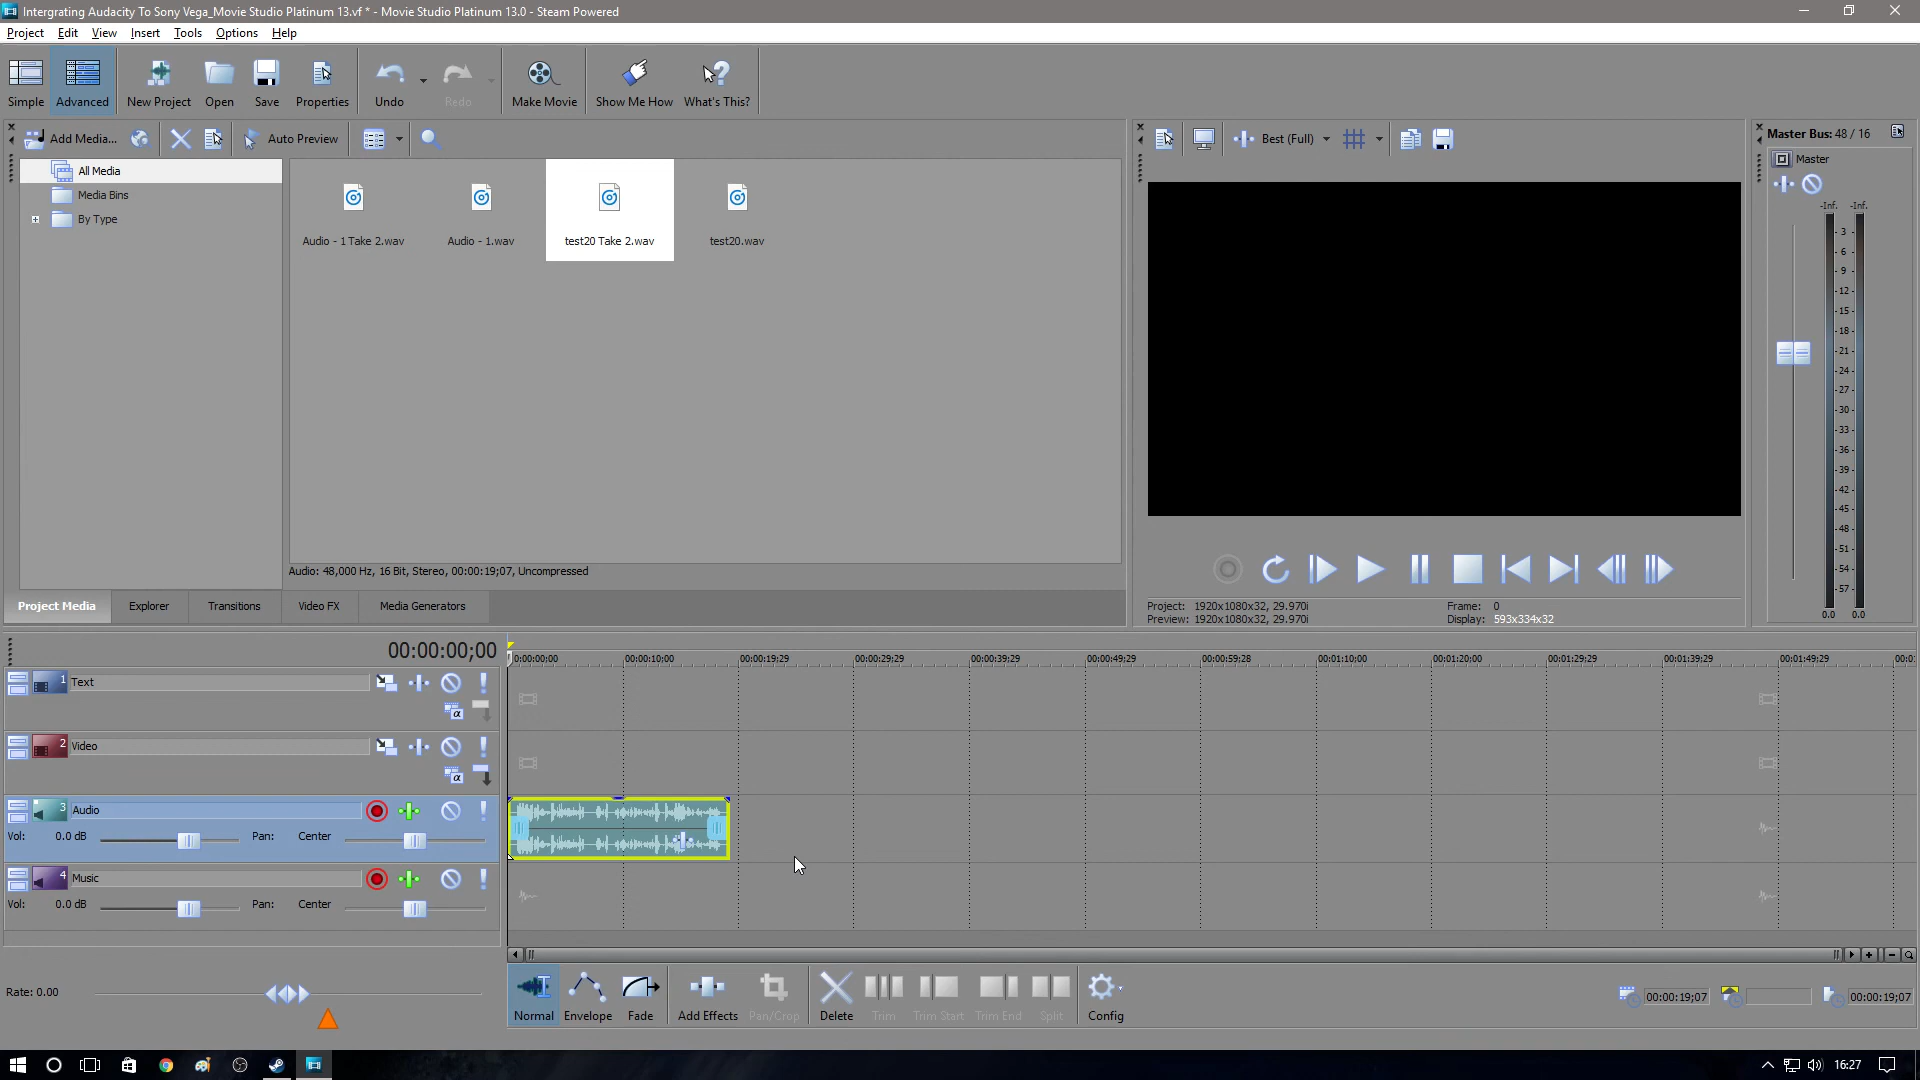 Intergrating Audacity To Sony Vega_Movie Studio Platinum 13.vf * - Movie Studio Platinum 13.0 - Steam Powered
Project Edit View Insert Tools Options Help
Simple Advanced New Project Open Save Properties Undo Redo Make Movie Show Me How What's This?
Add Media... Auto Preview
Best (Full)
Master Bus: 48 / 16
Master
All Media
Media Bins
By Type
Audio - 1 Take 2.wav Audio - 1.wav test20 Take 2.wav test20.wav
-Inf. -Inf.
- 3 -
- 6 -
- 9 -
- 12 -
- 15 -
- 18 -
- 21 -
- 24 -
- 27 -
- 30 -
- 33 -
- 36 -
- 39 -
- 42 -
- 45 -
- 48 -
- 51 -
- 54 -
- 57 -
0.0 0.0
Audio: 48,000 Hz, 16 Bit, Stereo, 00:00:19;07, Uncompressed
Project Media Explorer Transitions Video FX Media Generators
Project: 1920x1080x32, 29.970i Frame: 0
Preview: 1920x1080x32, 29.970i Display: 593x334x32
00:00:00;00
0:00:00:00 00:00:10;00 00:00:19;29 00:00:29;29 00:00:39;29 00:00:49;29 00:00:59;28 00:01:10;00 00:01:20;00 00:01:29;29 00:01:39;29 00:01:49;29 00:0
1 Text
2 Video
3 Audio
Vol: 0.0 dB Pan: Center
4 Music
Vol: 0.0 dB Pan: Center
Rate: 0.00
Normal Envelope Fade Add Effects Pan/Crop Delete Trim Trim Start Trim End Split Config
00:00:19;07 00:00:19;07
16:27